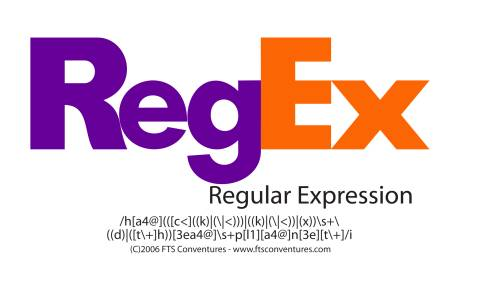 RegEx
Regular Expression
/h[a4@](([c<]((k)|(\|<)))|((k)|(\|<))|(x))\s+\
((d)|([t\+]h))[3ea4@]\s+p[l1][a4@]n[3e][t\+]/i
(C)2006 FTS Conventures - www.ftsconventures.com